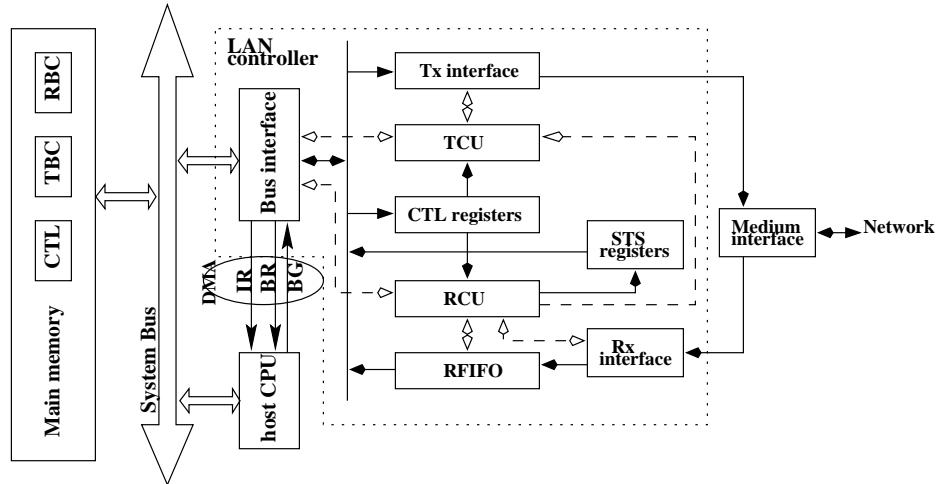 Main memory
RBC
TBC
CTL
System Bus
LAN
controller
Bus interface
DMA
IR
BR
BG
host CPU
Tx interface
TCU
CTL registers
STS
registers
RCU
RFIFO
Rx
interface
Medium
interface
Network